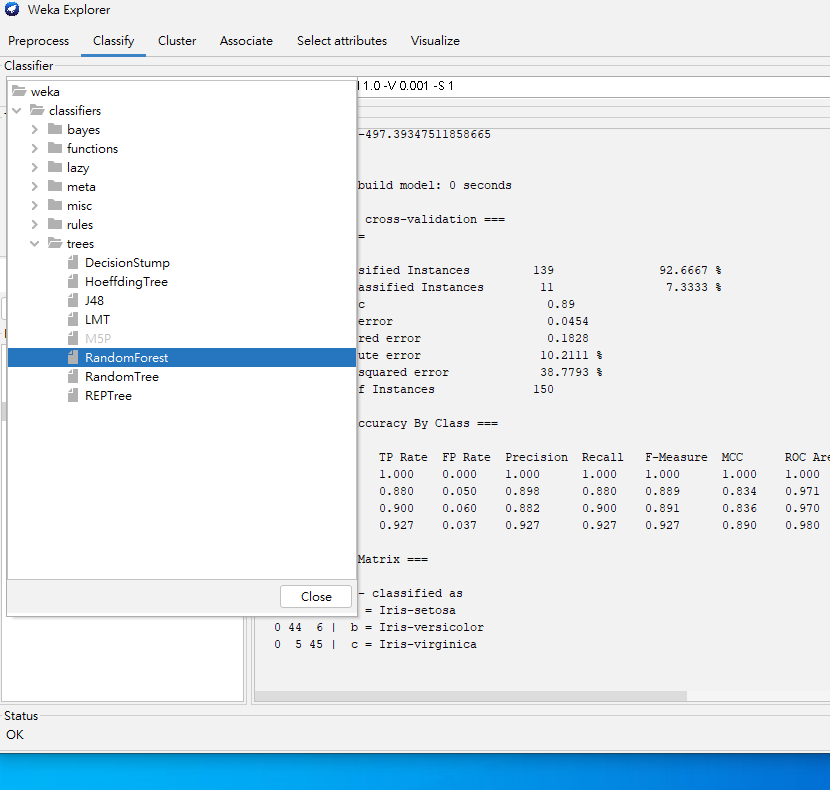 Weka Explorer
Preprocess Classify Cluster Associate Select attributes Visualize
Classifier
1.0 -V 0.001 -S 1
weka
classifiers
bayes
functions
lazy
meta
misc
rules
trees
DecisionStump
HoeffdingTree
J48
LMT
M5P
RandomForest
RandomTree
REPTree
Close
-497.39347511858665
build model: 0 seconds
cross-validation ===
=
sified Instances 139 92.6667 %
assified Instances 11 7.3333 %
c 0.89
error 0.0454
red error 0.1828
ute error 10.2111 %
squared error 38.7793 %
f Instances 150
ccuracy By Class ===
TP Rate FP Rate Precision Recall F-Measure MCC ROC Are
1.000 0.000 1.000 1.000 1.000 1.000 1.000
0.880 0.050 0.898 0.880 0.889 0.834 0.971
0.900 0.060 0.882 0.900 0.891 0.836 0.970
0.927 0.037 0.927 0.927 0.927 0.890 0.980
Matrix ===
- classified as
= Iris-setosa
0 44 6 | b = Iris-versicolor
0 5 45 | c = Iris-virginica
Status
OK